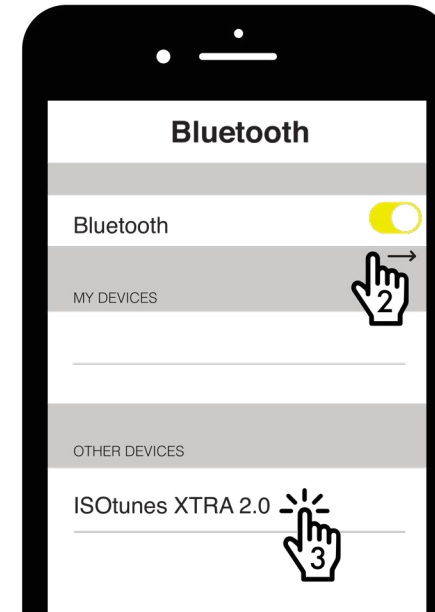 Bluetooth
Bluetooth
→
2
MY DEVICES
OTHER DEVICES
ISOtunes XTRA 2.0
3